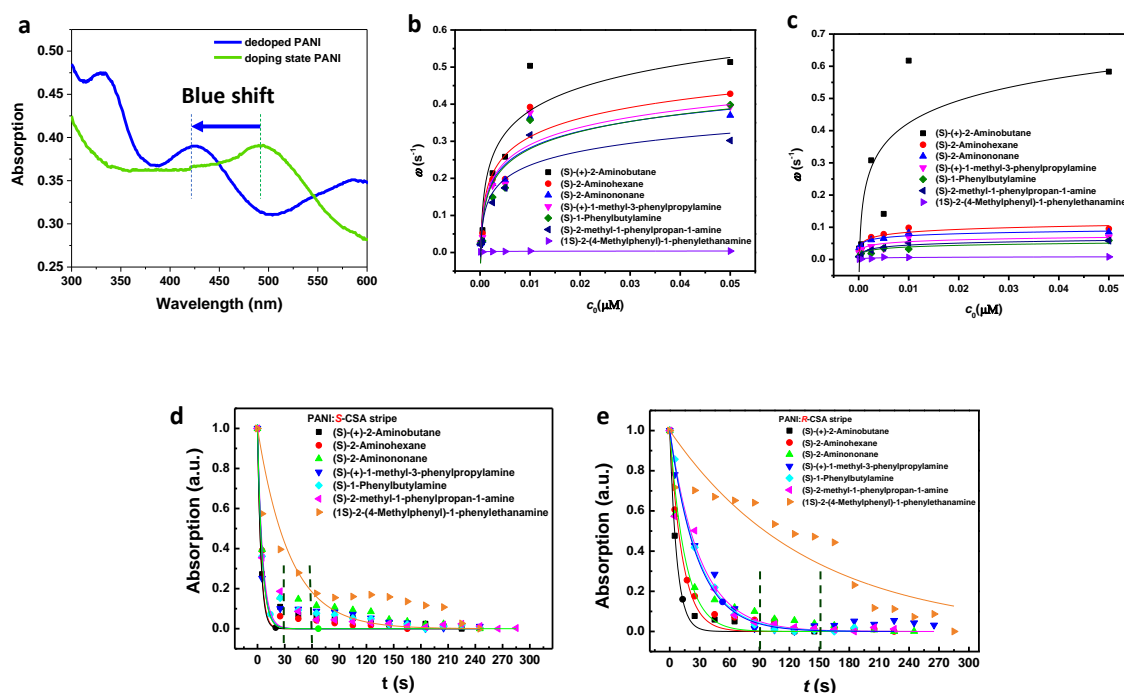 a
dedoped PANI
doping state PANI
Blue shift
Absorption
0.50
0.45
0.40
0.35
0.30
0.25
300 350 400 450 500 550 600
Wavelength (nm)
b
ϖ (s⁻¹)
0.6
0.5
0.4
0.3
0.2
0.1
0.0
(S)-(+)-2-Aminobutane
(S)-2-Aminohexane
(S)-2-Aminononane
(S)-(+)-1-methyl-3-phenylpropylamine
(S)-1-Phenylbutylamine
(S)-2-methyl-1-phenylpropan-1-amine
(1S)-2-(4-Methylphenyl)-1-phenylethanamine
0.00 0.01 0.02 0.03 0.04 0.05
c₀(μM)
c
ϖ (s⁻¹)
0.7
0.6
0.5
0.4
0.3
0.2
0.1
0.0
(S)-(+)-2-Aminobutane
(S)-2-Aminohexane
(S)-2-Aminononane
(S)-(+)-1-methyl-3-phenylpropylamine
(S)-1-Phenylbutylamine
(S)-2-methyl-1-phenylpropan-1-amine
(1S)-2-(4-Methylphenyl)-1-phenylethanamine
0.00 0.01 0.02 0.03 0.04 0.05
c₀(μM)
d
PANI:S-CSA stripe
(S)-(+)-2-Aminobutane
(S)-2-Aminohexane
(S)-2-Aminononane
(S)-(+)-1-methyl-3-phenylpropylamine
(S)-1-Phenylbutylamine
(S)-2-methyl-1-phenylpropan-1-amine
(1S)-2-(4-Methylphenyl)-1-phenylethanamine
Absorption (a.u.)
1.0
0.8
0.6
0.4
0.2
0.0
0 30 60 90 120 150 180 210 240 270 300
t (s)
e
PANI:R-CSA stripe
(S)-(+)-2-Aminobutane
(S)-2-Aminohexane
(S)-2-Aminononane
(S)-(+)-1-methyl-3-phenylpropylamine
(S)-1-Phenylbutylamine
(S)-2-methyl-1-phenylpropan-1-amine
(1S)-2-(4-Methylphenyl)-1-phenylethanamine
Absorption (a.u.)
1.0
0.8
0.6
0.4
0.2
0.0
0 30 60 90 120 150 180 210 240 270 300
t (s)